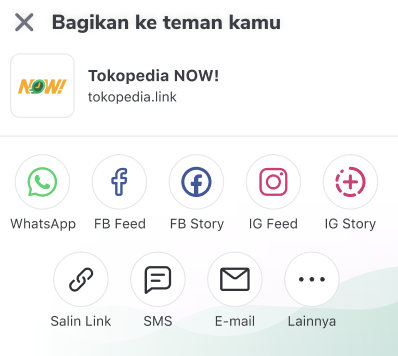 Bagikan ke teman kamu
NOW!
Tokopedia NOW!
tokopedia.link
WhatsApp
FB Feed
FB Story
IG Feed
IG Story
Salin Link
SMS
E-mail
Lainnya